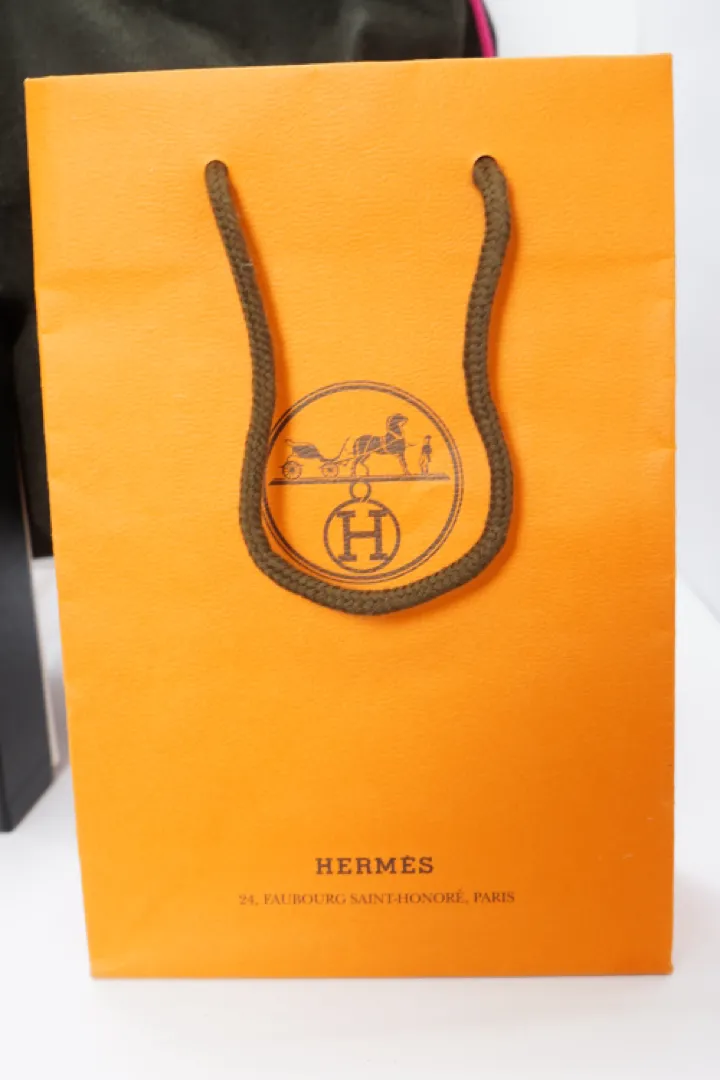 H
HERMÈS
24, FAUBOURG SAINT-HONORÉ, PARIS